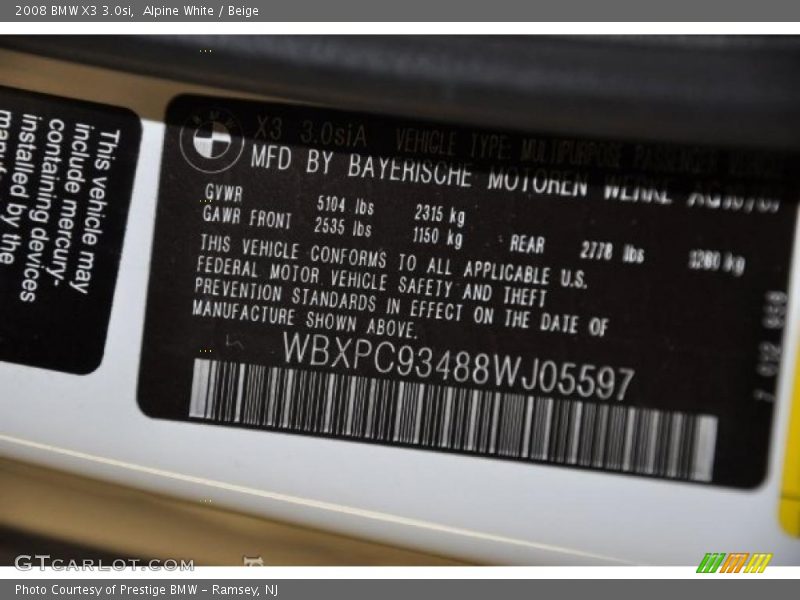 2008 BMW X3 3.0si,  Alpine White / Beige
This vehicle may
include mercury-
containing devices
installed by the
BMW
X3 3.0siA VEHICLE TYPE: MULTIPURPOSE PASSENGER VEHICLE
MFD BY BAYERISCHE MOTOREN WERKE AG
GVWR 5104 lbs 2315 kg
GAWR FRONT 2535 lbs 1150 kg REAR 2778 lbs 1260 kg
THIS VEHICLE CONFORMS TO ALL APPLICABLE U.S.
FEDERAL MOTOR VEHICLE SAFETY AND THEFT
PREVENTION STANDARDS IN EFFECT ON THE DATE OF
MANUFACTURE SHOWN ABOVE.
WBXPC93488WJ05597
GTCARLOT.COM
Photo Courtesy of Prestige BMW – Ramsey, NJ